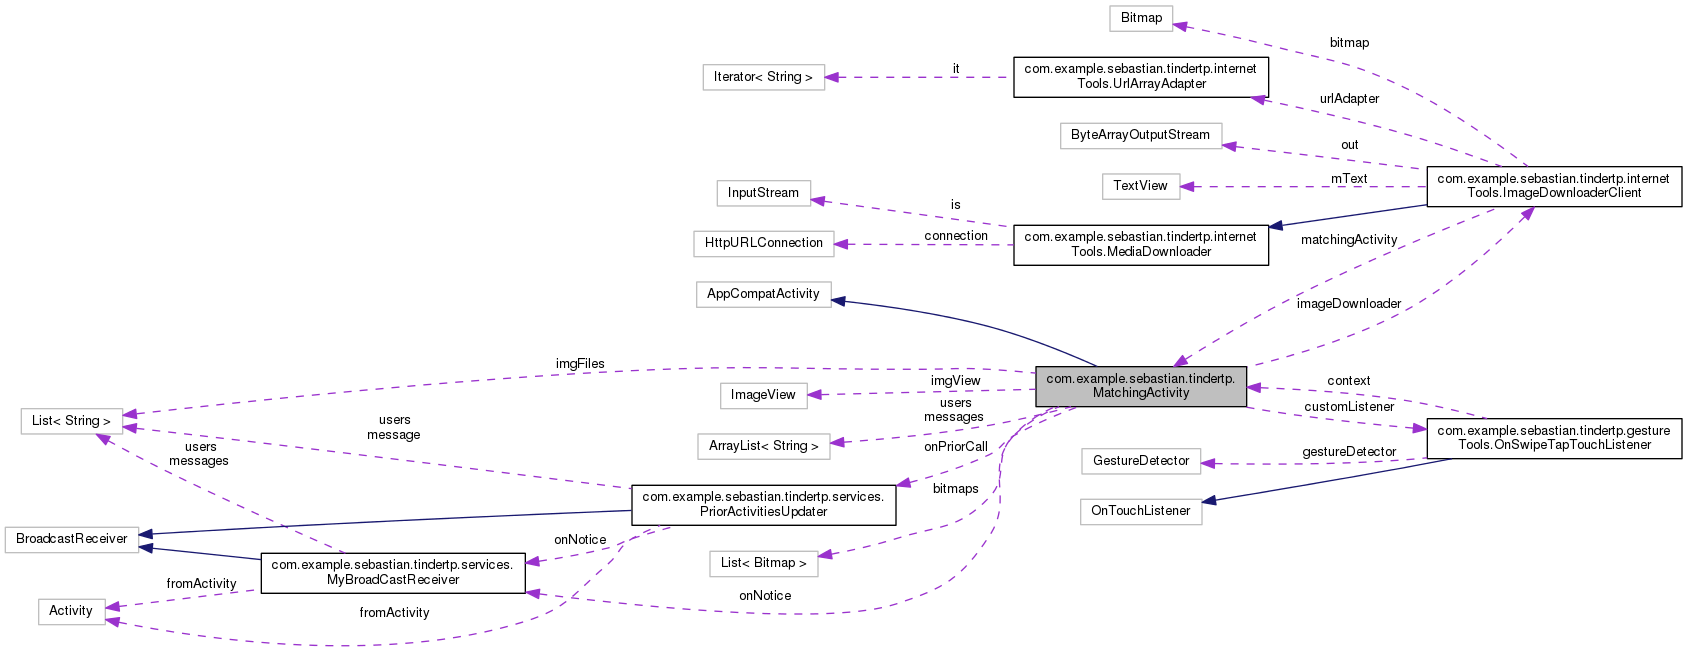 Bitmap
bitmap
Iterator< String >
it
com.example.sebastian.tindertp.internet
Tools.UrlArrayAdapter
urlAdapter
ByteArrayOutputStream
out
TextView
mText
com.example.sebastian.tindertp.internet
Tools.ImageDownloaderClient
InputStream
is
HttpURLConnection
connection
com.example.sebastian.tindertp.internet
Tools.MediaDownloader
matchingActivity
AppCompatActivity
imageDownloader
imgFiles
ImageView
imgView
com.example.sebastian.tindertp.
MatchingActivity
context
customListener
List< String >
users
message
users
messages
ArrayList< String >
users
messages
onPriorCall
com.example.sebastian.tindertp.gesture
Tools.OnSwipeTapTouchListener
GestureDetector
gestureDetector
OnTouchListener
bitmaps
com.example.sebastian.tindertp.services.
PriorActivitiesUpdater
BroadcastReceiver
onNotice
List< Bitmap >
com.example.sebastian.tindertp.services.
MyBroadCastReceiver
fromActivity
onNotice
Activity
fromActivity